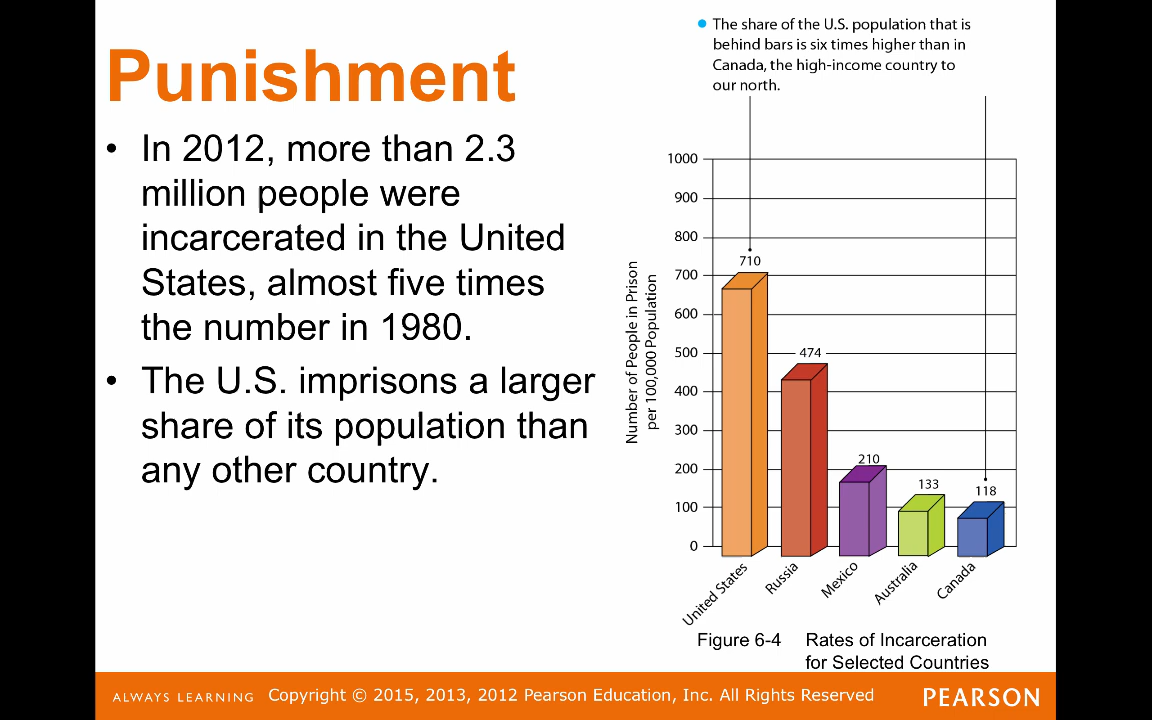 Punishment
• In 2012, more than 2.3
million people were
incarcerated in the United
States, almost five times
the number in 1980.
• The U.S. imprisons a larger
share of its population than
any other country.
• The share of the U.S. population that is
behind bars is six times higher than in
Canada, the high-income country to
our north.
Number of People in Prison
per 100,000 Population
1000
900
800
700
600
500
400
300
200
100
0
710
474
210
133
118
United States
Russia
Mexico
Australia
Canada
Figure 6-4 Rates of Incarceration
for Selected Countries
ALWAYS LEARNING Copyright © 2015, 2013, 2012 Pearson Education, Inc. All Rights Reserved PEARSON